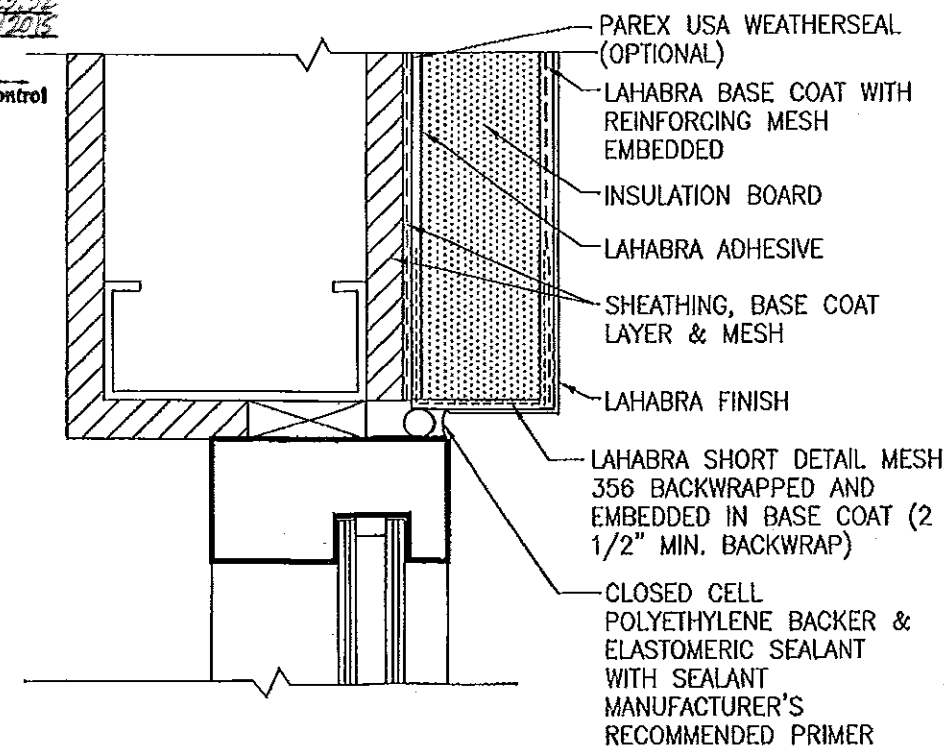 2015
ontrol
PAREX USA WEATHERSEAL
(OPTIONAL)
LAHABRA BASE COAT WITH
REINFORCING MESH
EMBEDDED
INSULATION BOARD
LAHABRA ADHESIVE
SHEATHING, BASE COAT
LAYER & MESH
LAHABRA FINISH
LAHABRA SHORT DETAIL MESH
356 BACKWRAPPED AND
EMBEDDED IN BASE COAT (2
1/2" MIN. BACKWRAP)
CLOSED CELL
POLYETHYLENE BACKER &
ELASTOMERIC SEALANT
WITH SEALANT
MANUFACTURER'S
RECOMMENDED PRIMER